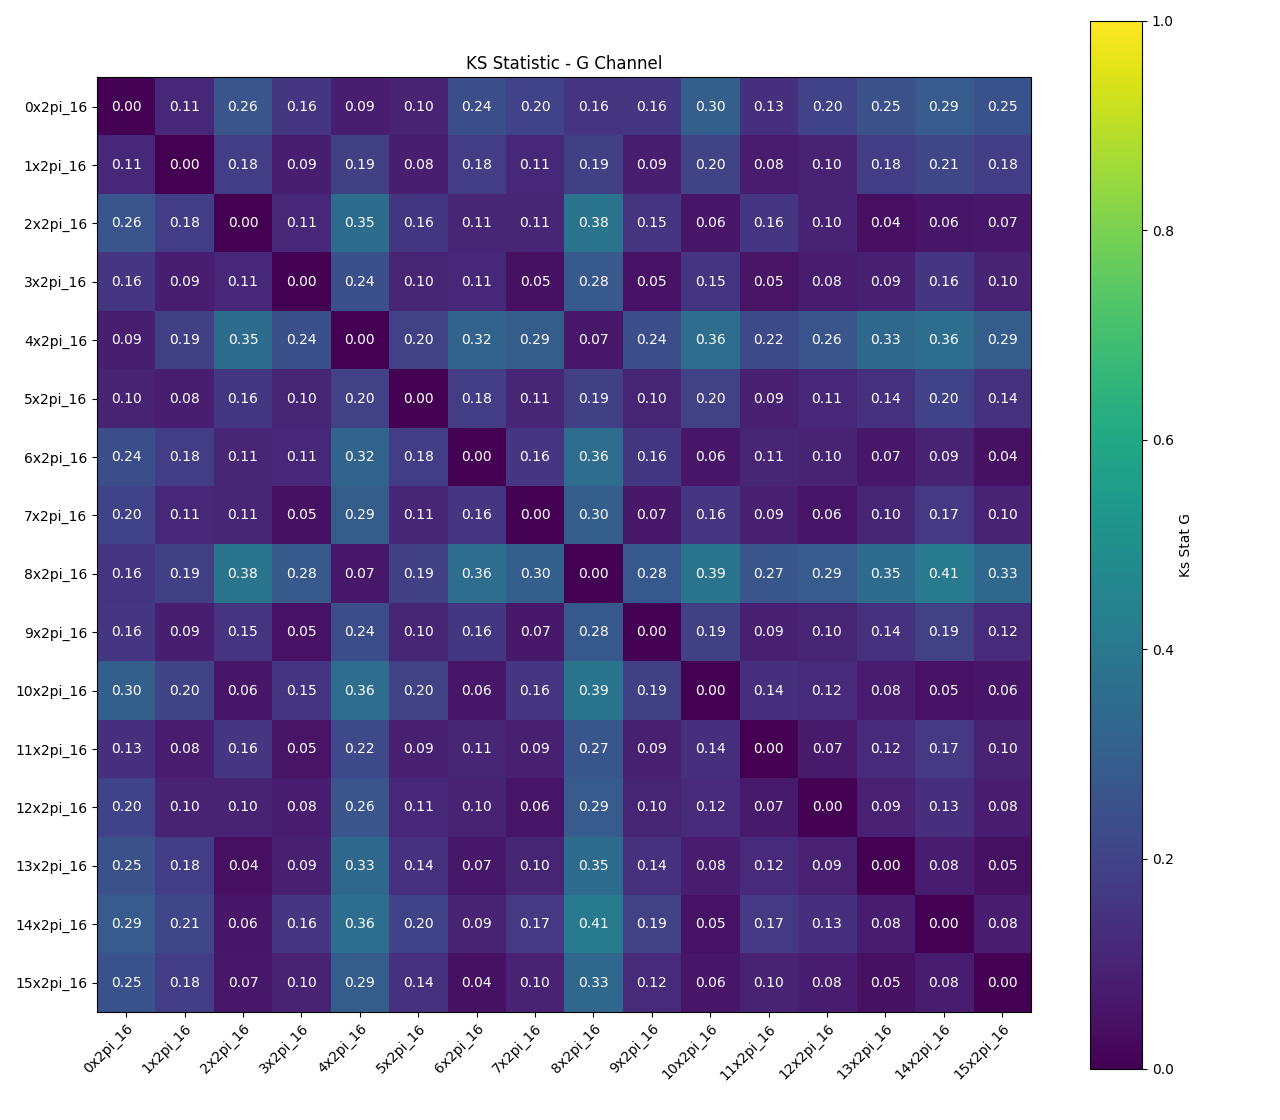 KS Statistic - G Channel
0x2pi_16 0.00 0.11 0.26 0.16 0.09 0.10 0.24 0.20 0.16 0.16 0.30 0.13 0.20 0.25 0.29 0.25
1x2pi_16 0.11 0.00 0.18 0.09 0.19 0.08 0.18 0.11 0.19 0.09 0.20 0.08 0.10 0.18 0.21 0.18
2x2pi_16 0.26 0.18 0.00 0.11 0.35 0.16 0.11 0.11 0.38 0.15 0.06 0.16 0.10 0.04 0.06 0.07
3x2pi_16 0.16 0.09 0.11 0.00 0.24 0.10 0.11 0.05 0.28 0.05 0.15 0.05 0.08 0.09 0.16 0.10
4x2pi_16 0.09 0.19 0.35 0.24 0.00 0.20 0.32 0.29 0.07 0.24 0.36 0.22 0.26 0.33 0.36 0.29
5x2pi_16 0.10 0.08 0.16 0.10 0.20 0.00 0.18 0.11 0.19 0.10 0.20 0.09 0.11 0.14 0.20 0.14
6x2pi_16 0.24 0.18 0.11 0.11 0.32 0.18 0.00 0.16 0.36 0.16 0.06 0.11 0.10 0.07 0.09 0.04
7x2pi_16 0.20 0.11 0.11 0.05 0.29 0.11 0.16 0.00 0.30 0.07 0.16 0.09 0.06 0.10 0.17 0.10
8x2pi_16 0.16 0.19 0.38 0.28 0.07 0.19 0.36 0.30 0.00 0.28 0.39 0.27 0.29 0.35 0.41 0.33
9x2pi_16 0.16 0.09 0.15 0.05 0.24 0.10 0.16 0.07 0.28 0.00 0.19 0.09 0.10 0.14 0.19 0.12
10x2pi_16 0.30 0.20 0.06 0.15 0.36 0.20 0.06 0.16 0.39 0.19 0.00 0.14 0.12 0.08 0.05 0.06
11x2pi_16 0.13 0.08 0.16 0.05 0.22 0.09 0.11 0.09 0.27 0.09 0.14 0.00 0.07 0.12 0.17 0.10
12x2pi_16 0.20 0.10 0.10 0.08 0.26 0.11 0.10 0.06 0.29 0.10 0.12 0.07 0.00 0.09 0.13 0.08
13x2pi_16 0.25 0.18 0.04 0.09 0.33 0.14 0.07 0.10 0.35 0.14 0.08 0.12 0.09 0.00 0.08 0.05
14x2pi_16 0.29 0.21 0.06 0.16 0.36 0.20 0.09 0.17 0.41 0.19 0.05 0.17 0.13 0.08 0.00 0.08
15x2pi_16 0.25 0.18 0.07 0.10 0.29 0.14 0.04 0.10 0.33 0.12 0.06 0.10 0.08 0.05 0.08 0.00
0x2pi_16 1x2pi_16 2x2pi_16 3x2pi_16 4x2pi_16 5x2pi_16 6x2pi_16 7x2pi_16 8x2pi_16 9x2pi_16 10x2pi_16 11x2pi_16 12x2pi_16 13x2pi_16 14x2pi_16 15x2pi_16
1.0
0.8
0.6
0.4
0.2
0.0
Ks Stat G